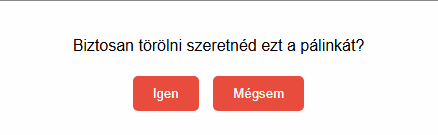 Biztosan törölni szeretnéd ezt a pálinkát?
Igen Mégsem